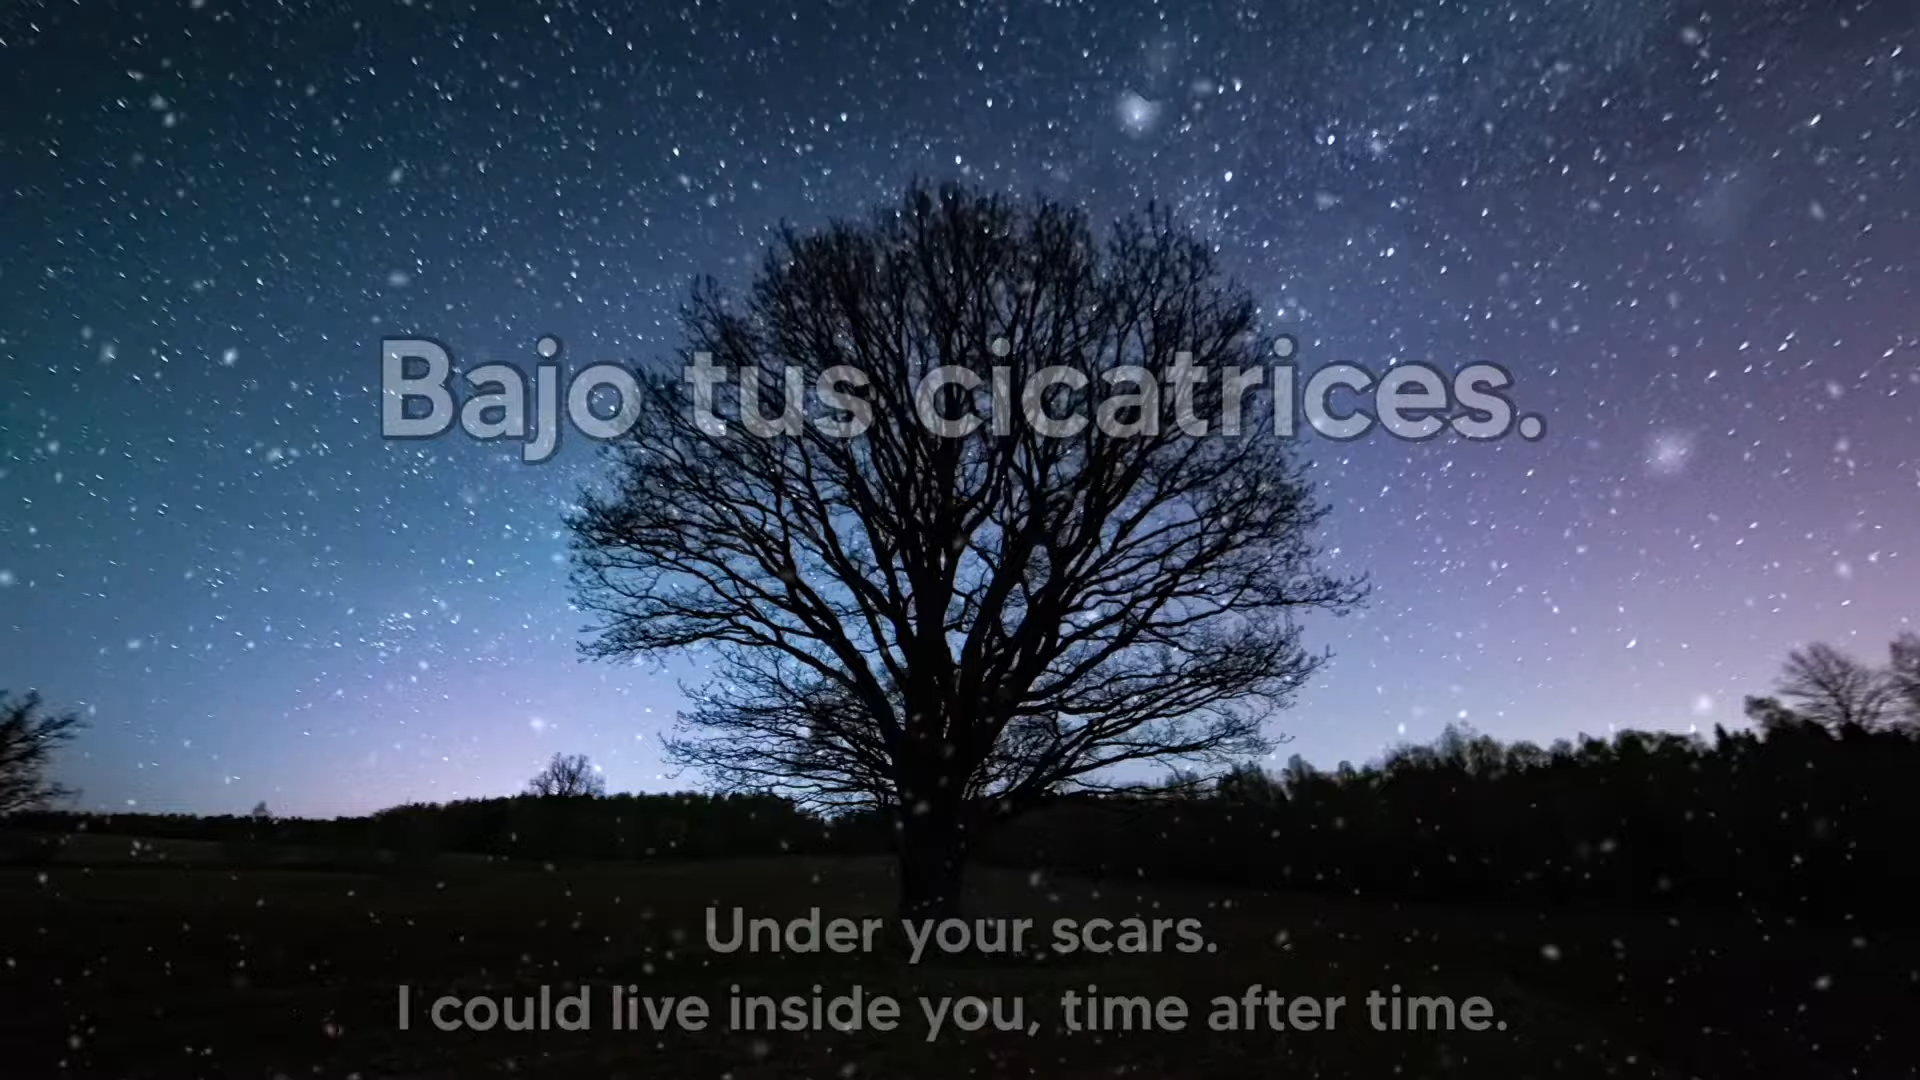 Bajo tus cicatrices.
Under your scars.
I could live inside you, time after time.